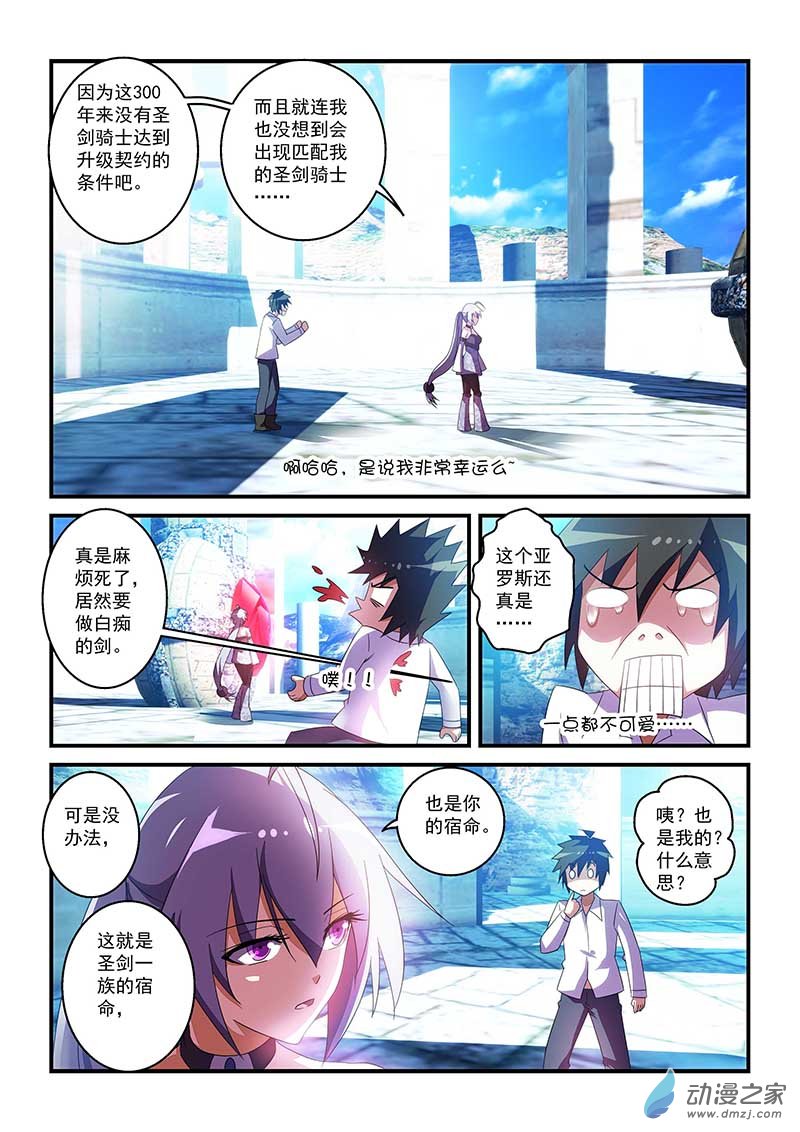 因为这300
年来没有圣
剑骑士达到
升级契约的
条件吧。
而且就连我
也没想到会
出现匹配我
的圣剑骑士
……
啊哈哈，是说我非常幸运么~
真是麻
烦死了，
居然要
做白痴
的剑。
噗！！
这个亚
罗斯还
真是
……
一点都不可爱……
可是没
办法，
这就是
圣剑一
族的宿
命，
也是你
的宿命。
咦？也
是我的？
什么意
思？
动漫之家
www.dmzj.com